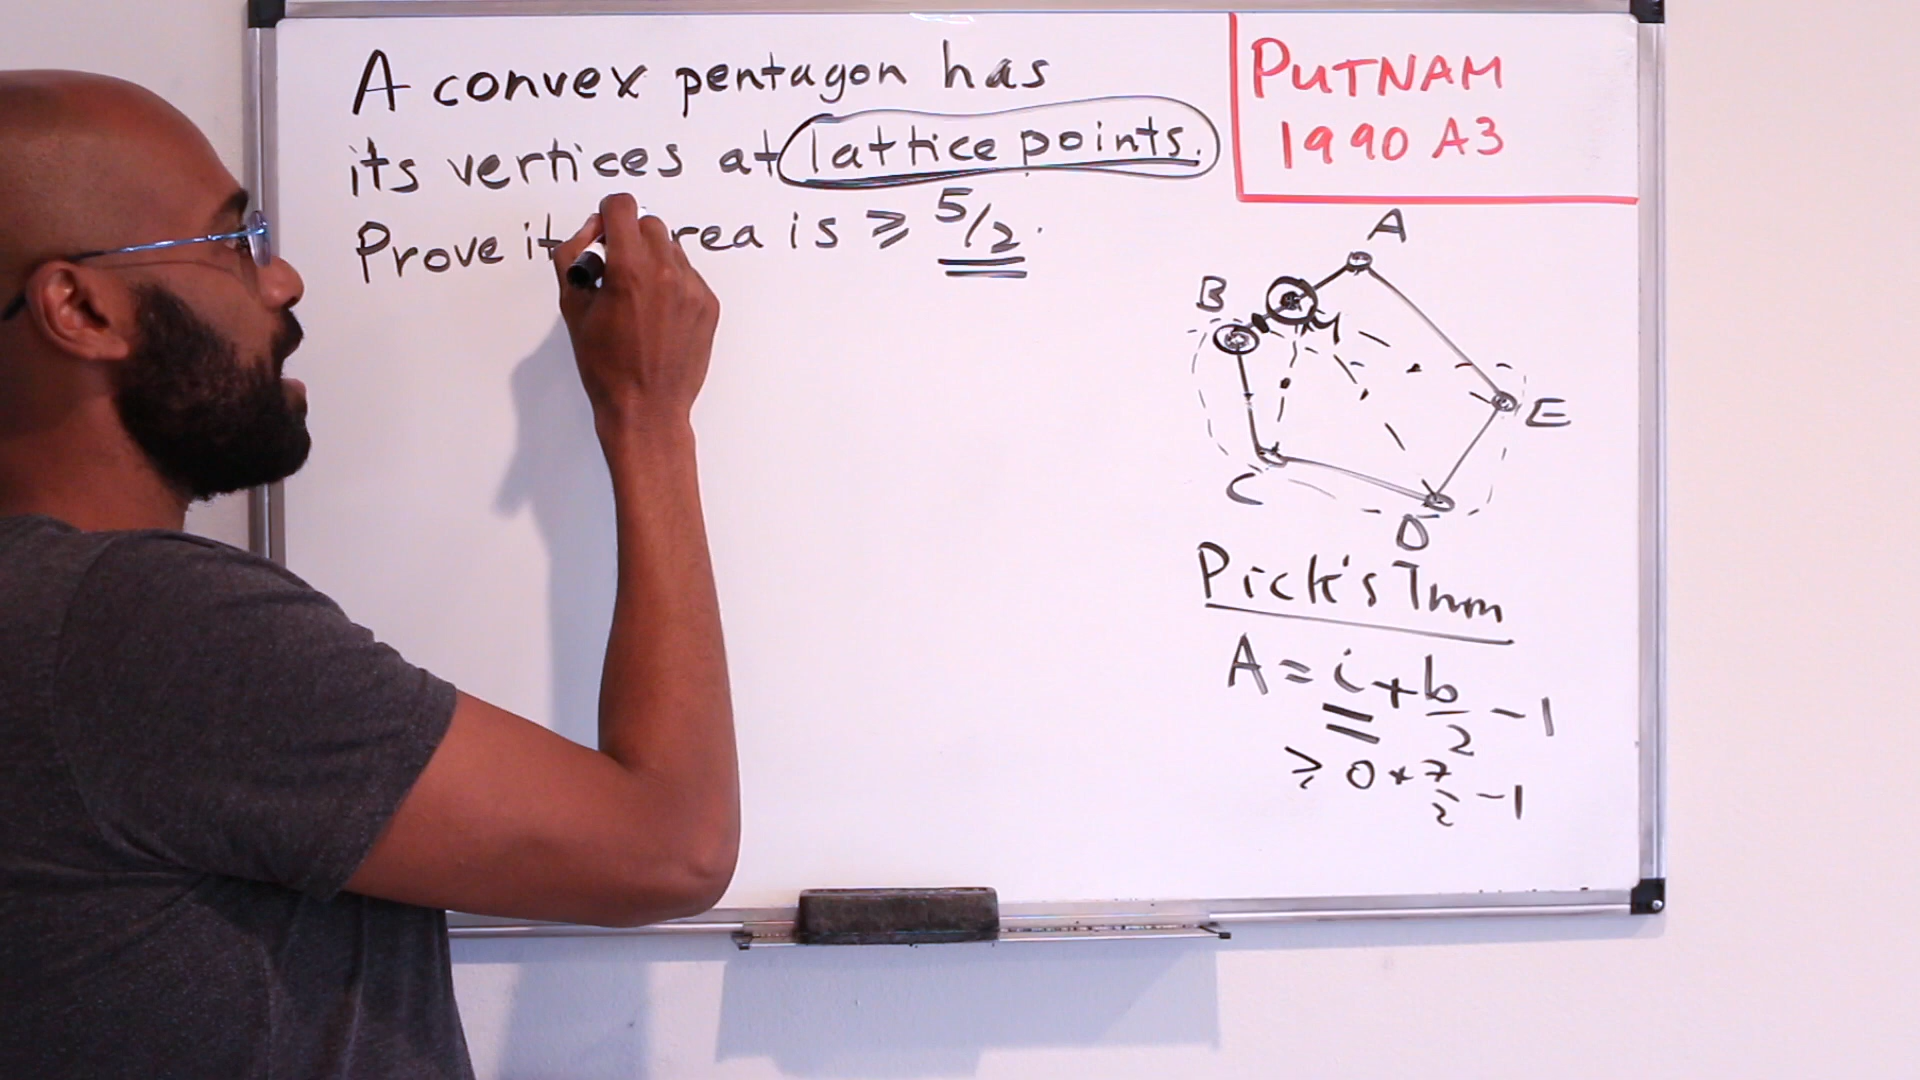 A convex pentagon has
its vertices at lattice points.
Prove it rea is ≥ 5/2.
PUTNAM
1990 A3
A
B
M
E
C
D
Pick's Thm
A = i + b/2 - 1
≥ 0 + 7/2 - 1